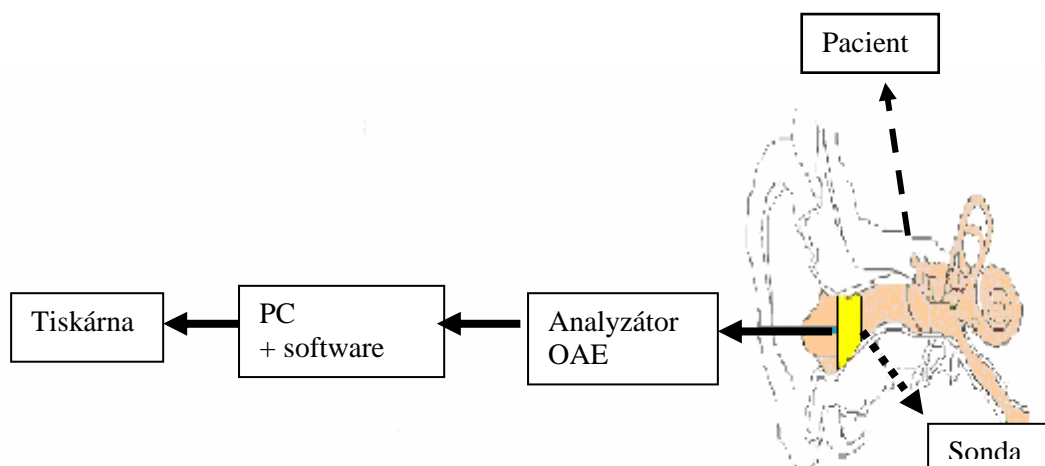 Pacient
Tiskárna
PC
+ software
Analyzátor
OAE
Sonda